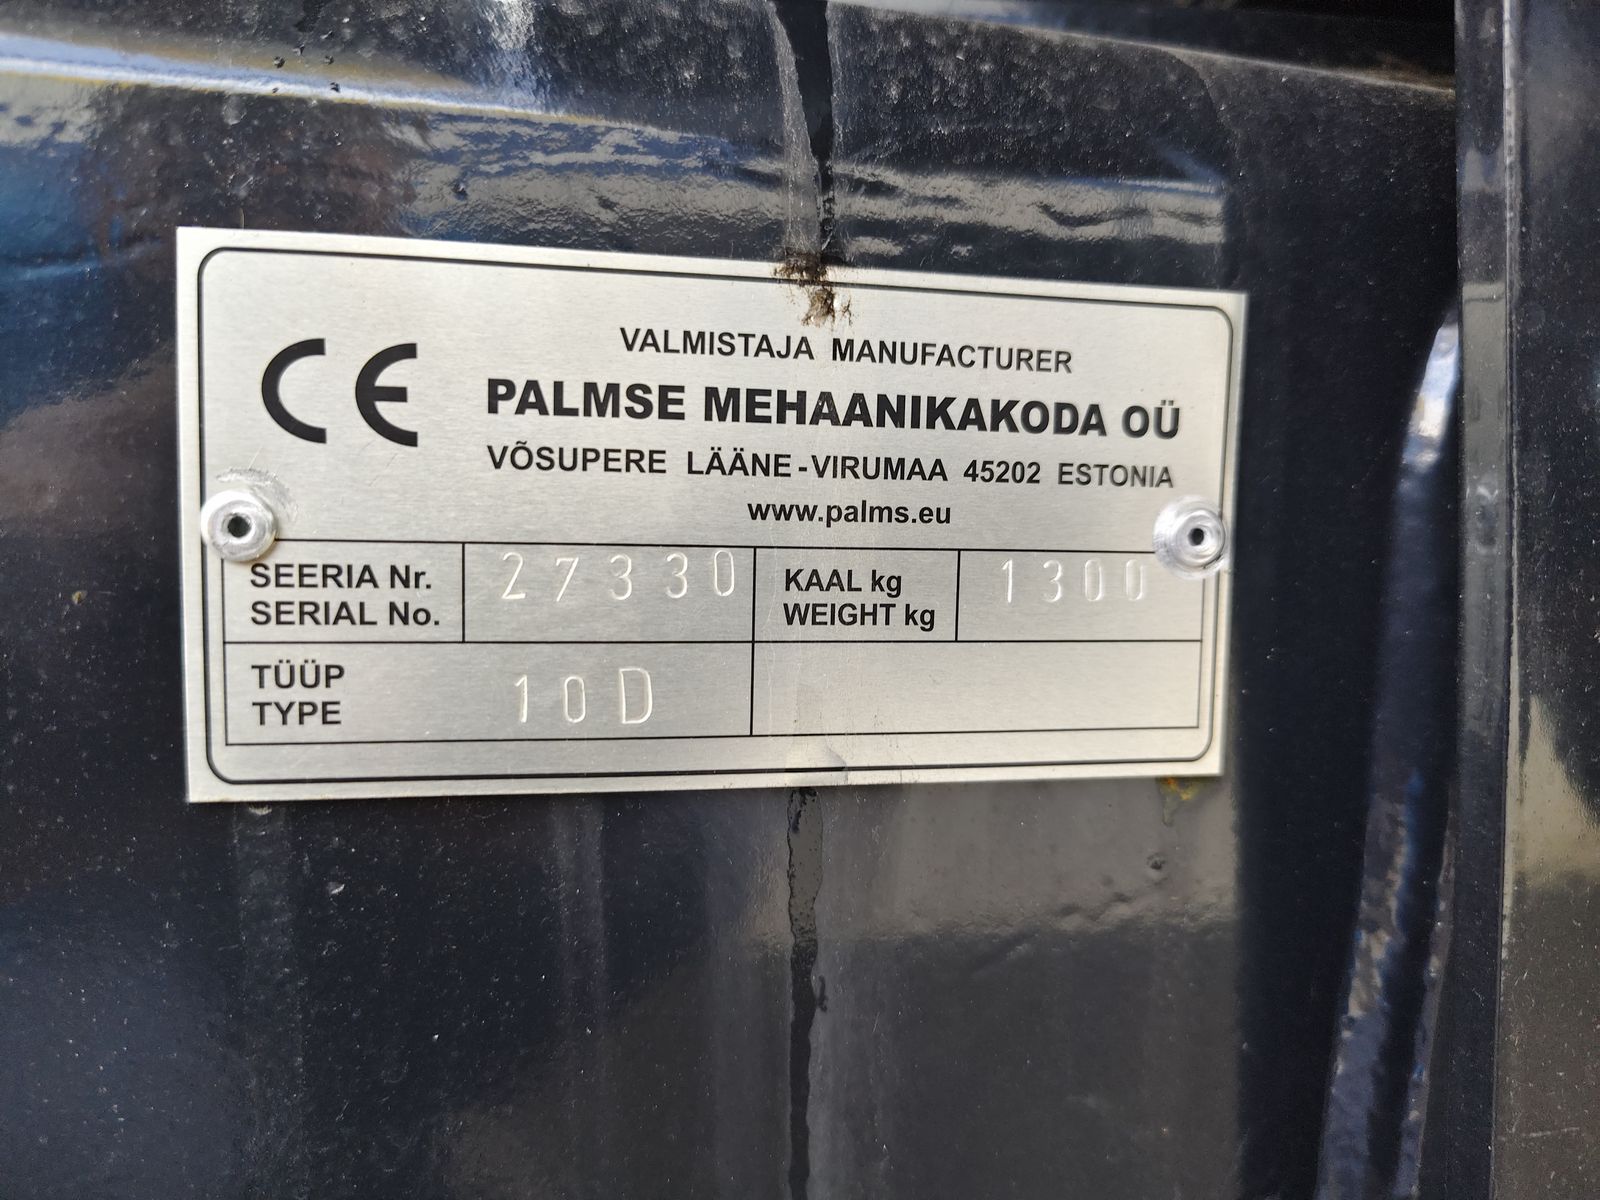 CE
VALMISTAJA MANUFACTURER
PALMSE MEHAANIKAKODA OÜ
VÕSUPERE LÄÄNE-VIRUMAA 45202 ESTONIA
www.palms.eu
SEERIA Nr.
SERIAL No.
27330
KAAL kg
WEIGHT kg
1300
TÜÜP
TYPE
10D